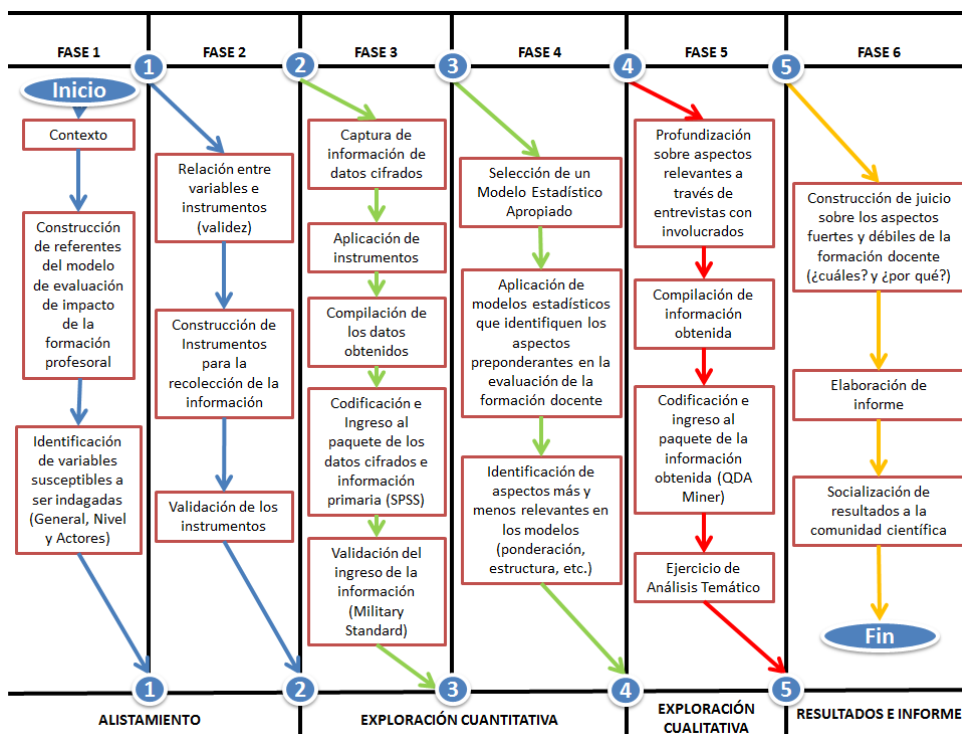 FASE 1
FASE 2
FASE 3
FASE 4
FASE 5
FASE 6
1
2
3
4
5
Inicio
Contexto
Construcción
de referentes
del modelo
de evaluación
de impacto
de la
formación
profesoral
Identificación
de variables
susceptibles a
ser indagadas
(General, Nivel
y Actores)
Relación entre
variables e
instrumentos
(validez)
Construcción de
Instrumentos
para la
recolección de la
información
Validación de los
instrumentos
Captura de
información de
datos cifrados
Aplicación de
instrumentos
Compilación de
los datos
obtenidos
Codificación e
Ingreso al
paquete de los
datos cifrados e
información
primaria (SPSS)
Validación del
ingreso de la
información
(Military
Standard)
Selección de un
Modelo Estadístico
Apropiado
Aplicación de
modelos estadísticos
que identifiquen los
aspectos
preponderantes en la
evaluación de la
formación docente
Identificación de
aspectos más y
menos relevantes en
los modelos
(ponderación,
estructura, etc.)
Profundización
sobre aspectos
relevantes a
través de
entrevistas con
involucrados
Compilación de
información
obtenida
Codificación e
ingreso al
paquete de la
información
obtenida (QDA
Miner)
Ejercicio de
Análisis Temático
Construcción de juicio
sobre los aspectos
fuertes y débiles de la
formación docente
(¿cuáles? y ¿por qué?)
Elaboración de
informe
Socialización de
resultados a la
comunidad científica
Fin
1
2
3
4
5
ALISTAMIENTO
EXPLORACIÓN CUANTITATIVA
EXPLORACIÓN
CUALITATIVA
RESULTADOS E INFORME